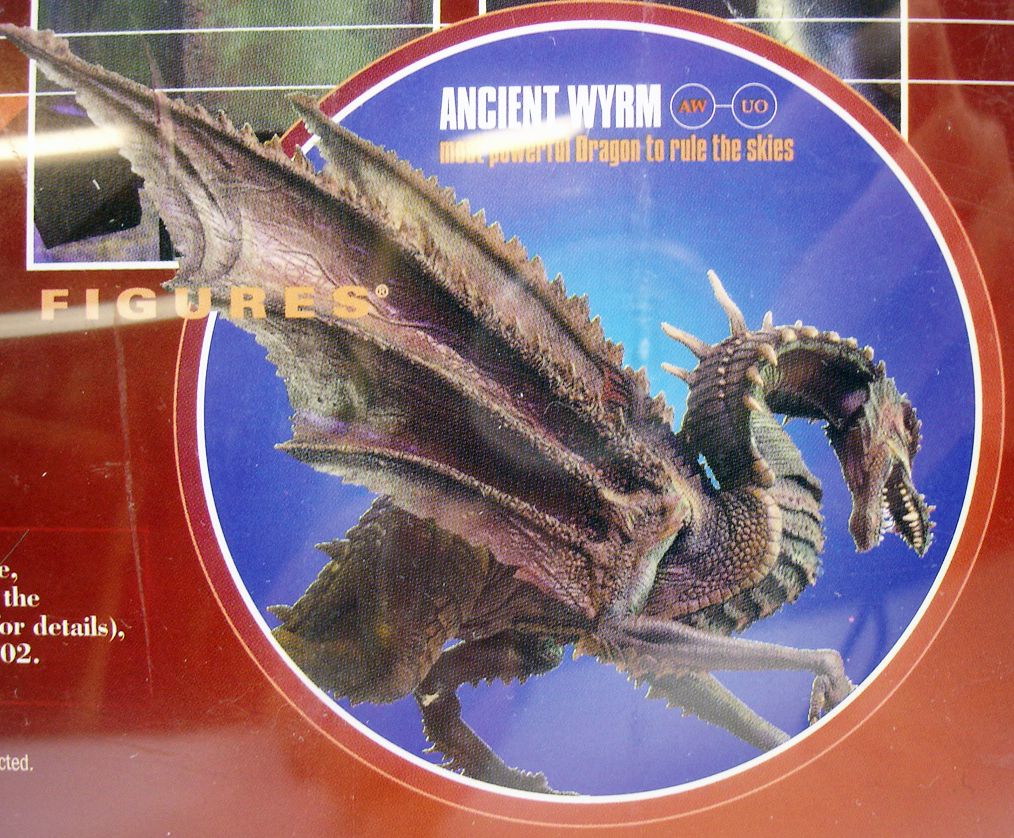 ANCIENT WYRM AW UO
most powerful Dragon to rule the skies
FIGURES®
e,
the
or details),
02.
cted.